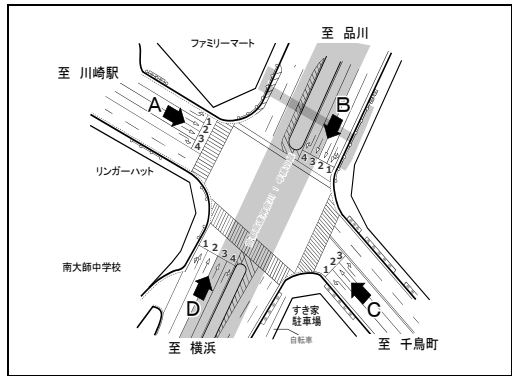 至 品川
ファミリーマート
至 川崎駅
A
B
1
2
3
4
4
3
2
1
リンガーハット
南大師中学校
1
2
3
4
1
2
3
D
C
すき家
駐車場
自転車
至 横浜
至 千鳥町